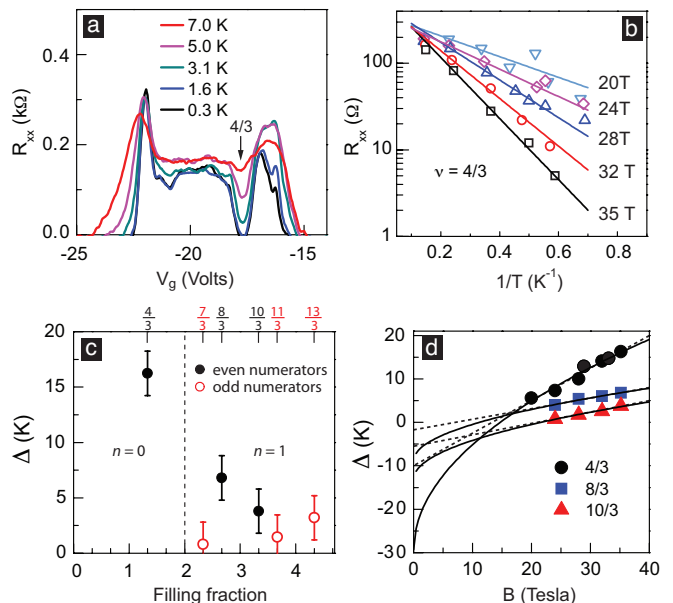 a
7.0 K
5.0 K
3.1 K
1.6 K
0.3 K
4/3
0.4
0.2
0.0
Rxx (kΩ)
-25
-20
-15
Vg (Volts)
b
100
10
1
Rxx (Ω)
20T
24T
28T
32 T
35 T
ν = 4/3
0.2
0.4
0.6
0.8
1/T (K⁻¹)
c
4/3
7/3
8/3
10/3
11/3
13/3
even numerators
odd numerators
n = 0
n = 1
20
15
10
5
0
Δ (K)
0
1
2
3
4
Filling fraction
d
20
10
0
-10
-20
-30
Δ (K)
4/3
8/3
10/3
0
10
20
30
40
B (Tesla)